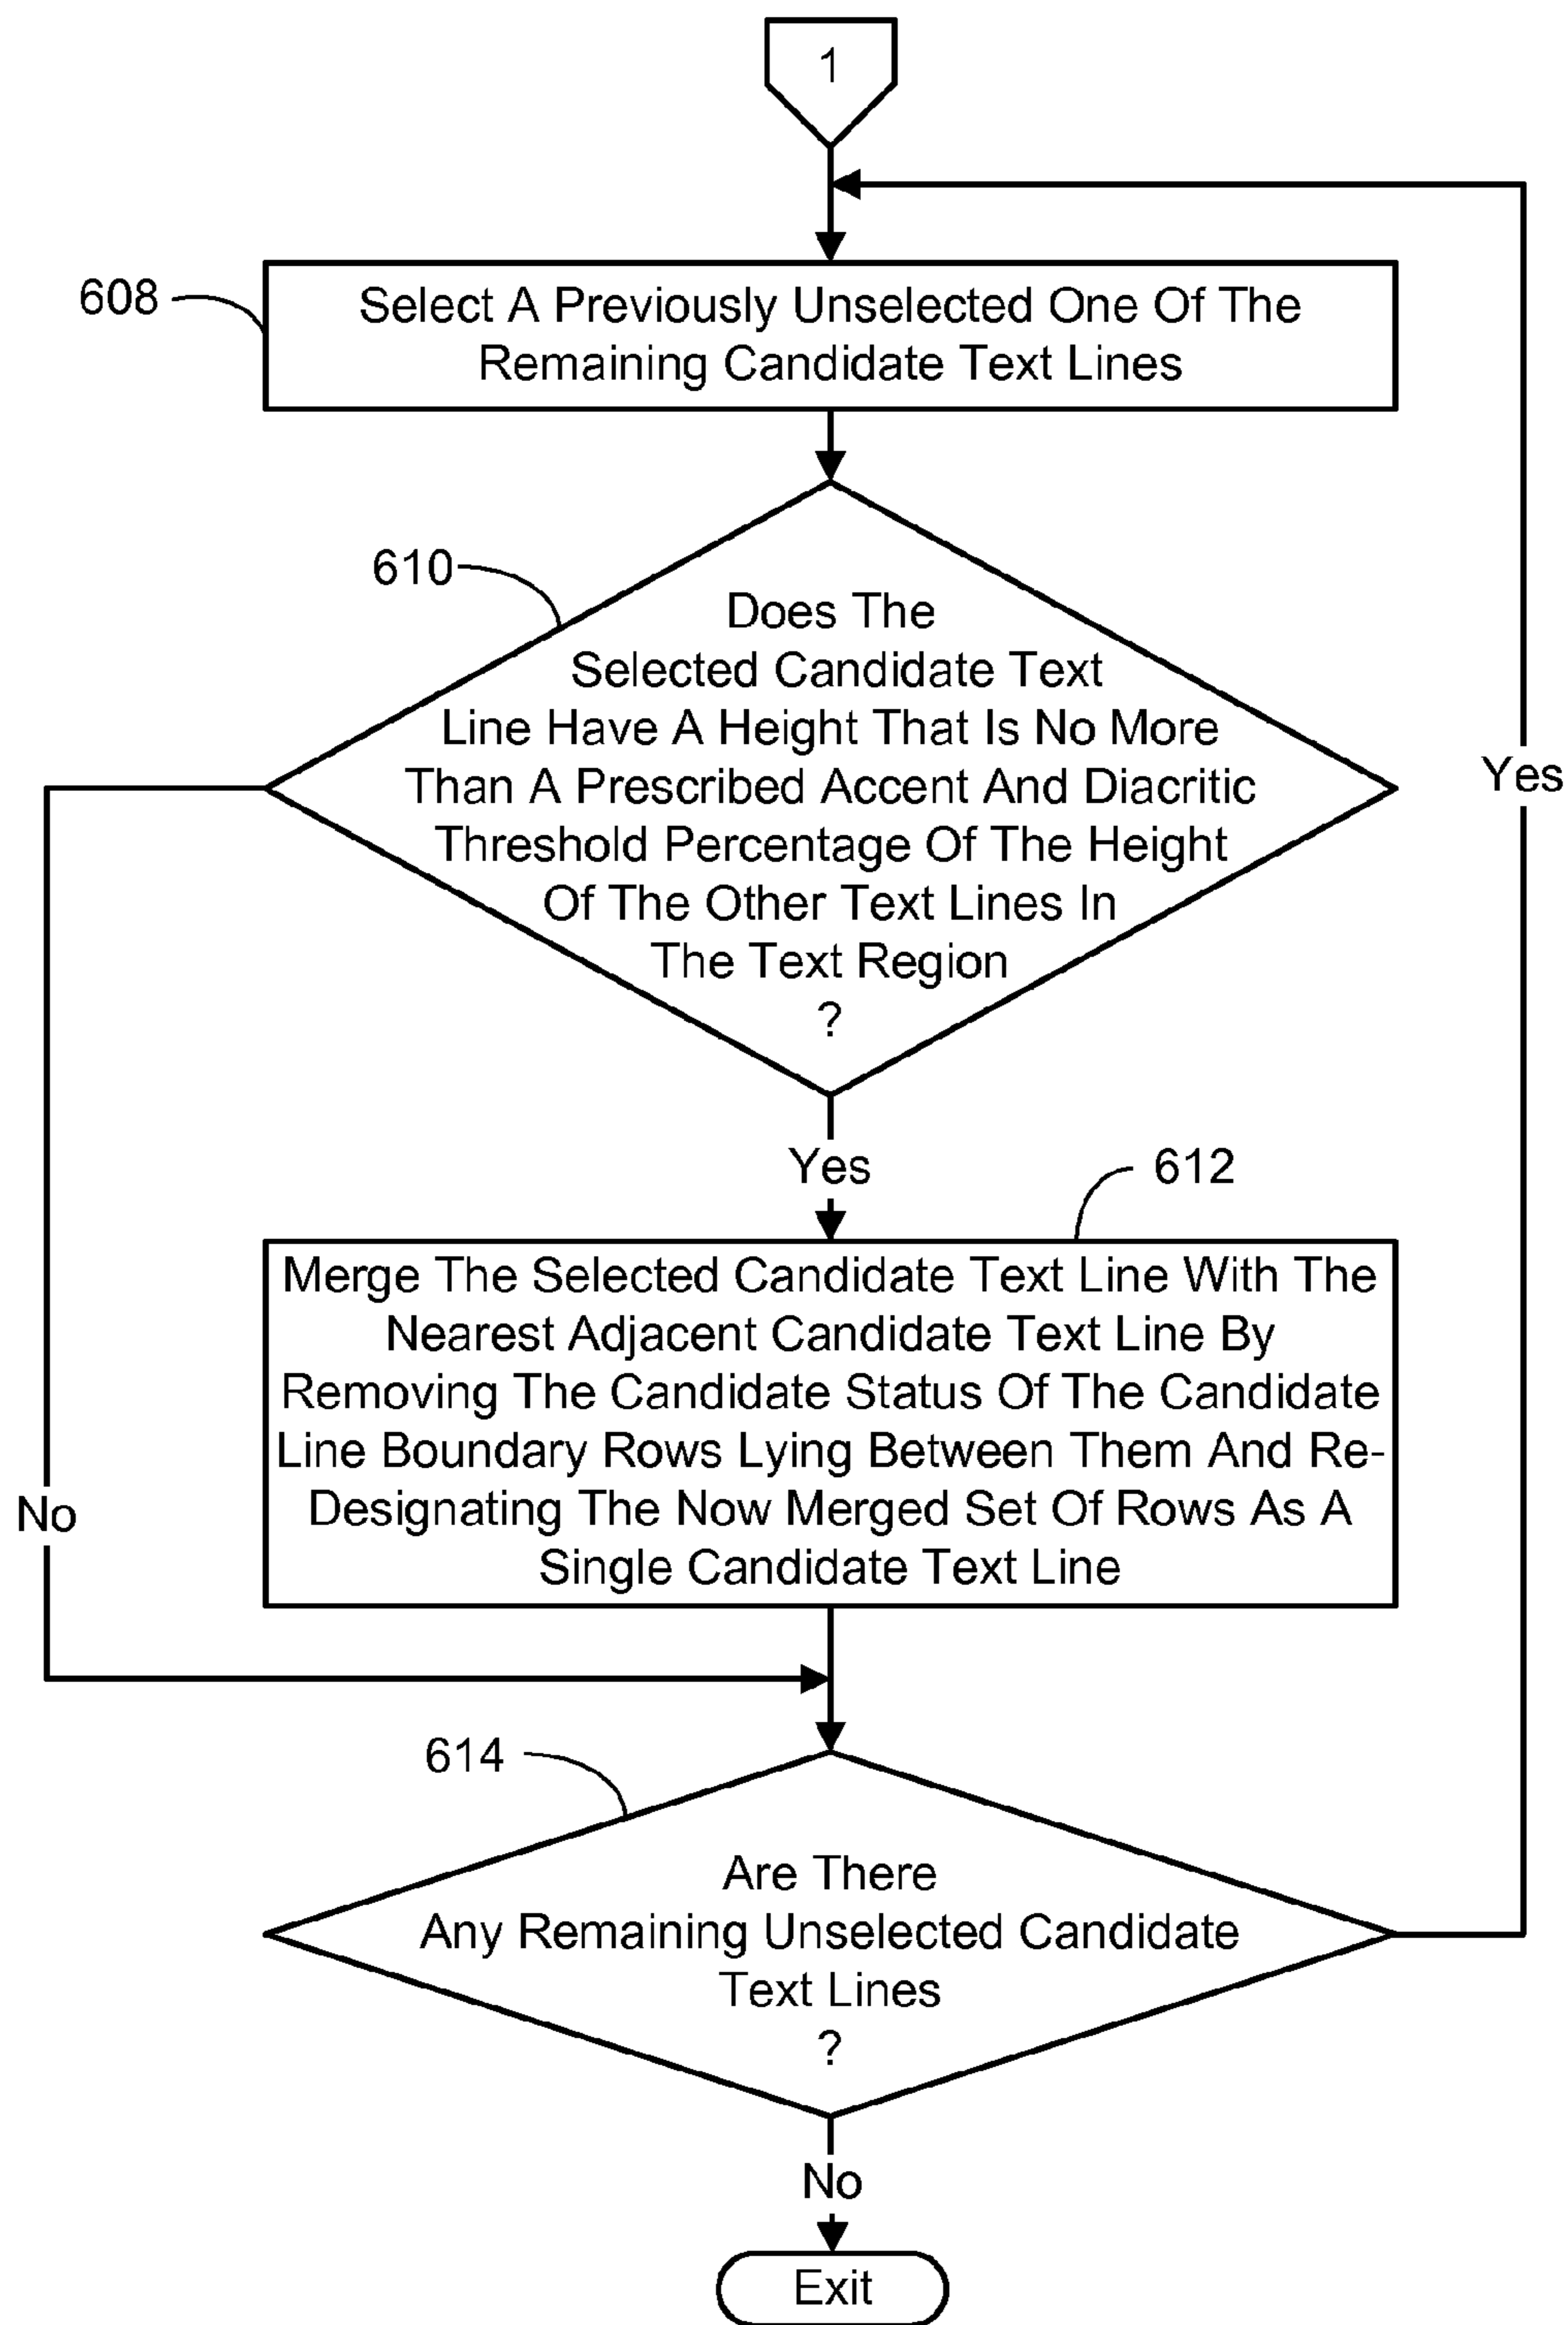 1
608
Select A Previously Unselected One Of The
Remaining Candidate Text Lines
610
Does The
Selected Candidate Text
Line Have A Height That Is No More
Than A Prescribed Accent And Diacritic
Threshold Percentage Of The Height
Of The Other Text Lines In
The Text Region
?
Yes
Yes
612
Merge The Selected Candidate Text Line With The
Nearest Adjacent Candidate Text Line By
Removing The Candidate Status Of The Candidate
Line Boundary Rows Lying Between Them And Re-
Designating The Now Merged Set Of Rows As A
Single Candidate Text Line
No
614
Are There
Any Remaining Unselected Candidate
Text Lines
?
No
Exit